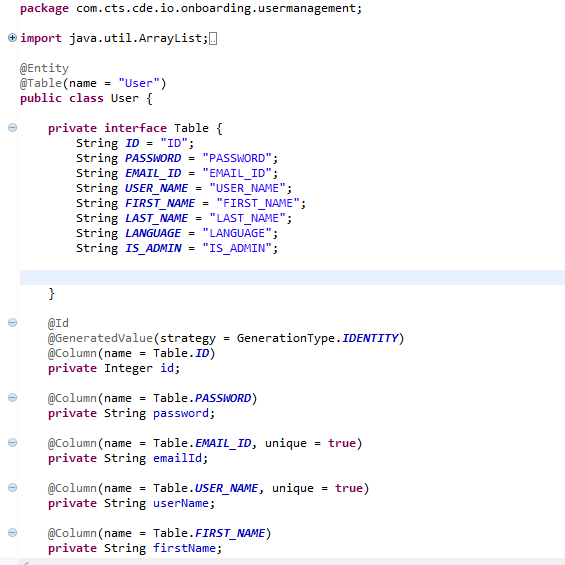 package com.cts.cde.io.onboarding.usermanagement;
import java.util.ArrayList;
@Entity
@Table(name = "User")
public class User {
private interface Table {
String ID = "ID";
String PASSWORD = "PASSWORD";
String EMAIL_ID = "EMAIL_ID";
String USER_NAME = "USER_NAME";
String FIRST_NAME = "FIRST_NAME";
String LAST_NAME = "LAST_NAME";
String LANGUAGE = "LANGUAGE";
String IS_ADMIN = "IS_ADMIN";
}
@Id
@GeneratedValue(strategy = GenerationType.IDENTITY)
@Column(name = Table.ID)
private Integer id;
@Column(name = Table.PASSWORD)
private String password;
@Column(name = Table.EMAIL_ID, unique = true)
private String emailId;
@Column(name = Table.USER_NAME, unique = true)
private String userName;
@Column(name = Table.FIRST_NAME)
private String firstName;